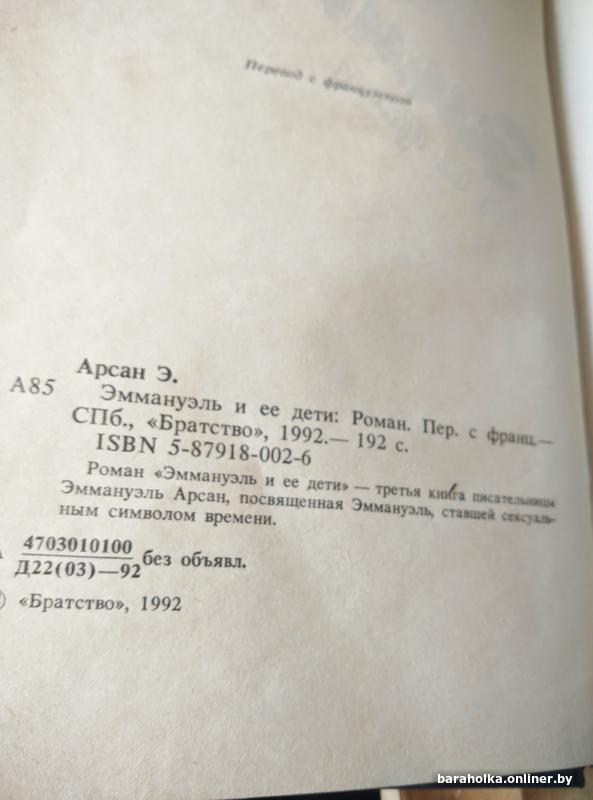 Перевод с французского
Арсан Э.
А85
Эммануэль и ее дети: Роман. Пер. с франц.—
СПб., «Братство», 1992.— 192 с.
ISBN 5-87918-002-6
Роман «Эммануэль и ее дети» — третья книга писательницы
Эммануэль Арсан, посвященная Эммануэль, ставшей сексуаль-
ным символом времени.
4703010100
Д22(03)—92
без объявл.
«Братство», 1992
baraholka.onliner.by